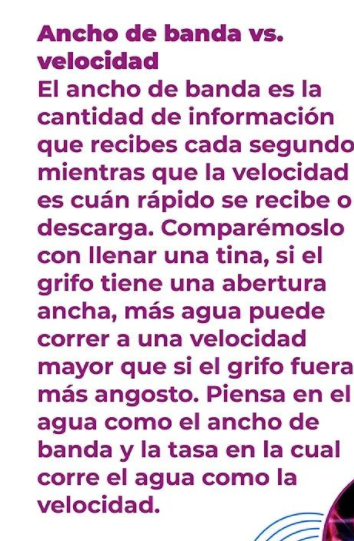 Ancho de banda vs.
velocidad
El ancho de banda es la
cantidad de información
que recibes cada segundo
mientras que la velocidad
es cuán rápido se recibe o
descarga. Comparémoslo
con llenar una tina, si el
grifo tiene una abertura
ancha, más agua puede
correr a una velocidad
mayor que si el grifo fuera
más angosto. Piensa en el
agua como el ancho de
banda y la tasa en la cual
corre el agua como la
velocidad.